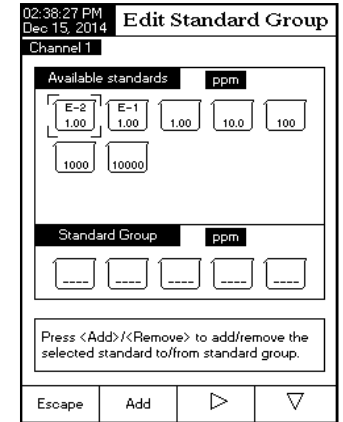 02:38:27 PM
Dec 15, 2014
Edit Standard Group
Channel 1
Available standards ppm
E-2 E-1
1.00 1.00 1.00 10.0 100
1000 10000
Standard Group ppm
---- ---- ---- ---- ----
Press <Add>/<Remove> to add/remove the
selected standard to/from standard group.
Escape Add